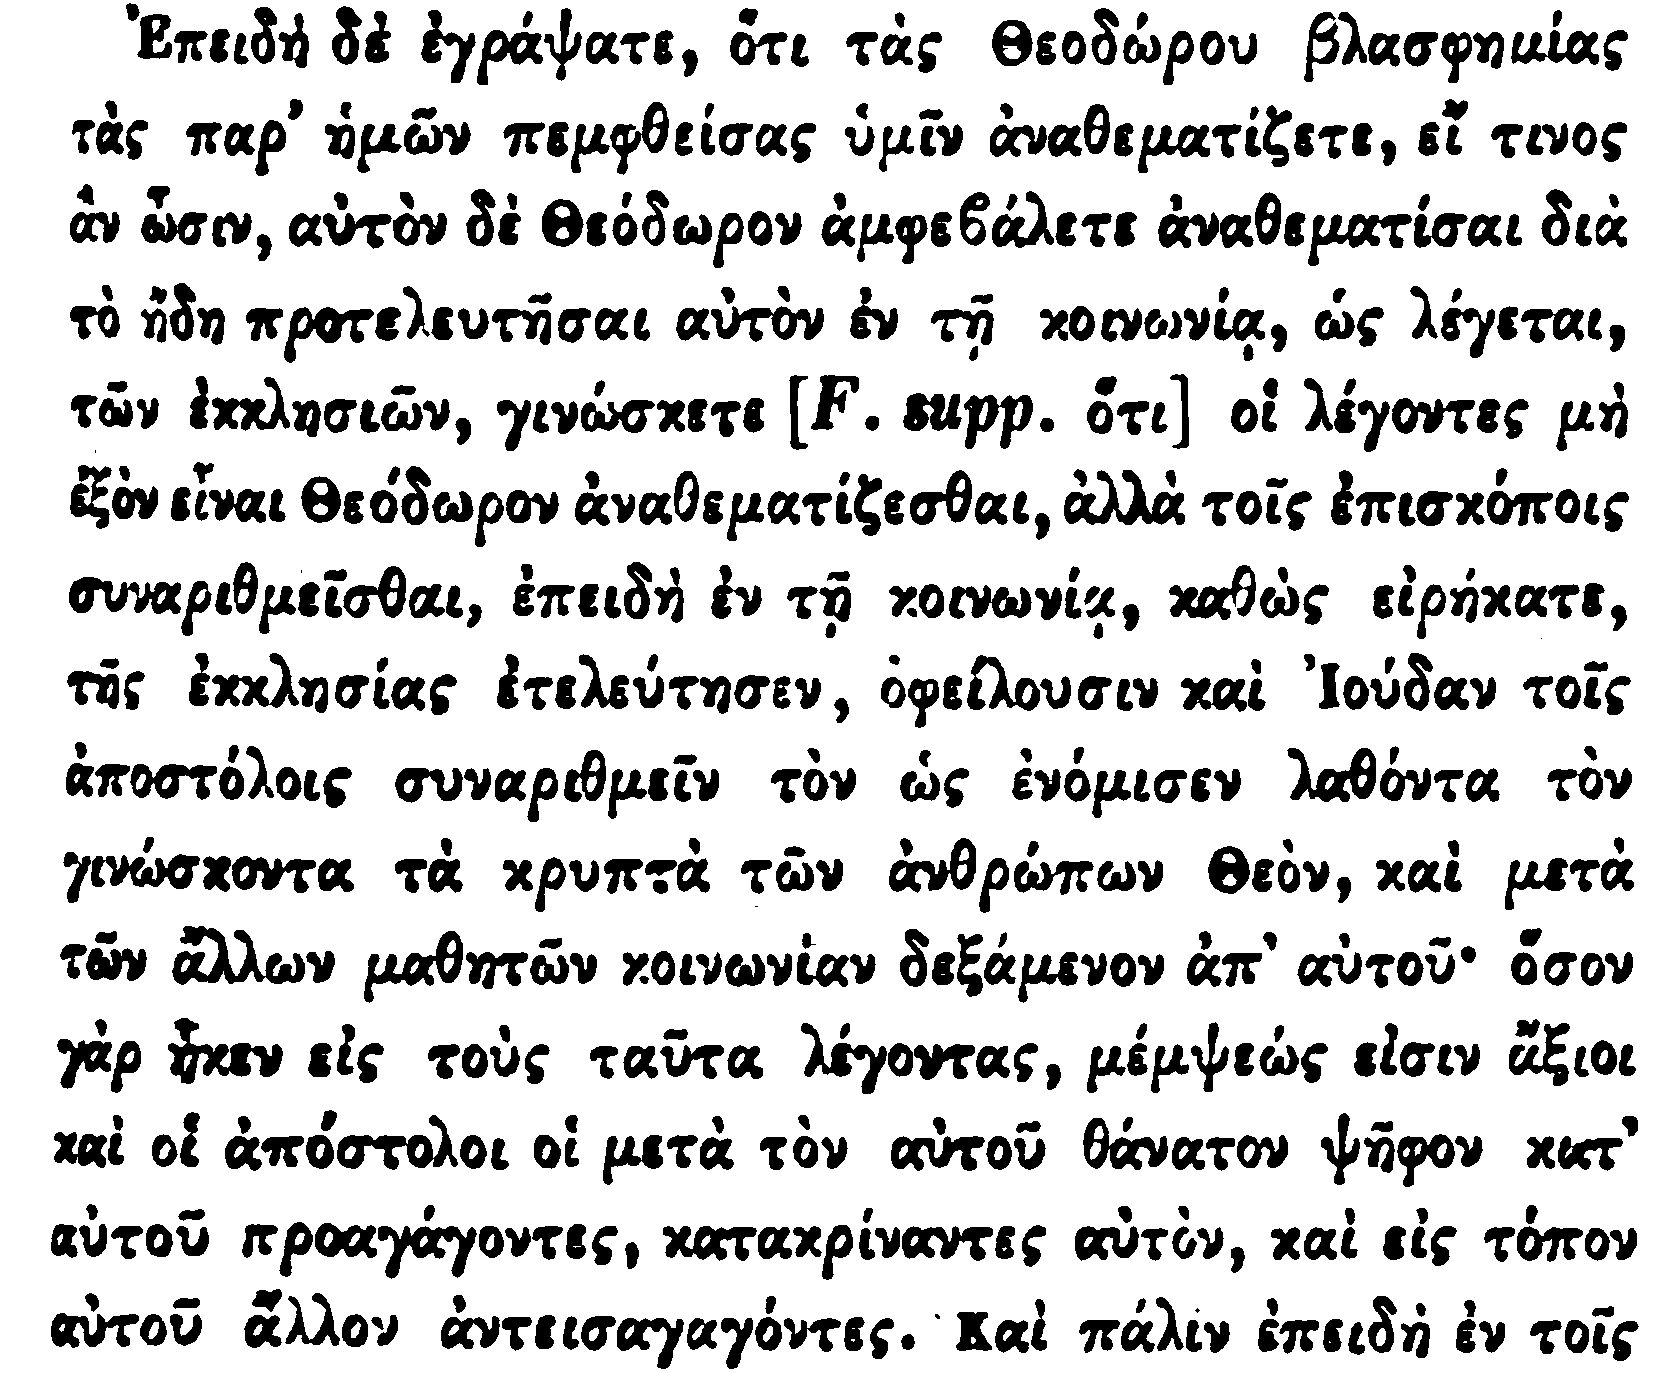 Ἐπειδὴ δὲ ἐγράψατε, ὅτι τὰς Θεοδώρου βλασφημίας
τὰς παρ' ἡμῶν πεμφθείσας ὑμῖν ἀναθεματίζετε, εἴ τινος
ἂν ὦσιν, αὐτὸν δὲ Θεόδωρον ἀμφεϐάλετε ἀναθεματίσαι διὰ
τὸ ἤδη προτελευτῆσαι αὐτὸν ἐν τῇ κοινωνίᾳ, ὡς λέγεται,
τῶν ἐκκλησιῶν, γινώσκετε [F. supp. ὅτι] οἱ λέγοντες μὴ
ἐξὸν εἶναι Θεόδωρον ἀναθεματίζεσθαι, ἀλλὰ τοῖς ἐπισκόποις
συναριθμεῖσθαι, ἐπειδὴ ἐν τῇ κοινωνίᾳ, καθὼς εἰρήκατε,
τῆς ἐκκλησίας ἐτελεύτησεν, ὀφείλουσιν καὶ Ἰούδαν τοῖς
ἀποστόλοις συναριθμεῖν τὸν ὡς ἐνόμισεν λαθόντα τὸν
γινώσκοντα τὰ κρυπτὰ τῶν ἀνθρώπων Θεὸν, καὶ μετὰ
τῶν ἄλλων μαθητῶν κοινωνίαν δεξάμενον ἀπ' αὐτοῦ· ὅσον
γὰρ ἧκεν εἰς τοὺς ταῦτα λέγοντας, μέμψεώς εἰσιν ἄξιοι
καὶ οἱ ἀπόστολοι οἱ μετὰ τὸν αὐτοῦ θάνατον ψῆφον κατ'
αὐτοῦ προαγάγοντες, κατακρίναντες αὐτὸν, καὶ εἰς τόπον
αὐτοῦ ἄλλον ἀντεισαγαγόντες. Καὶ πάλιν ἐπειδὴ ἐν τοῖς